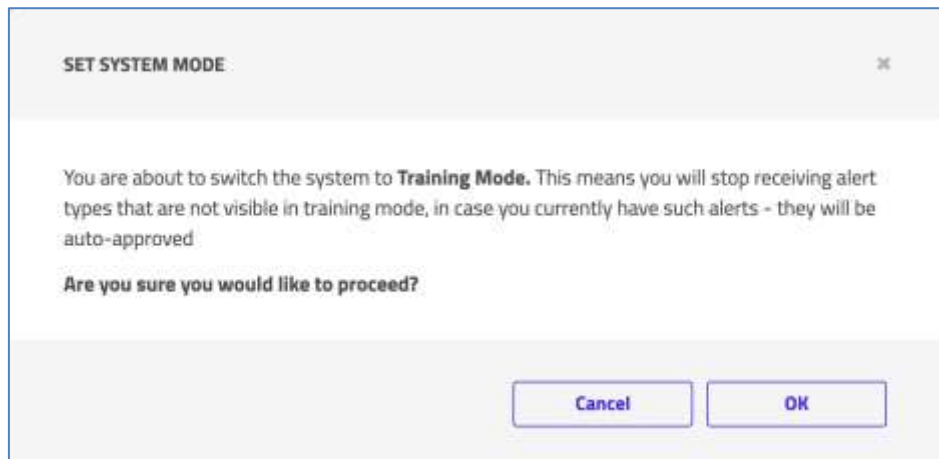 SET SYSTEM MODE
You are about to switch the system to Training Mode. This means you will stop receiving alert
types that are not visible in training mode, in case you currently have such alerts - they will be
auto-approved
Are you sure you would like to proceed?
Cancel
OK